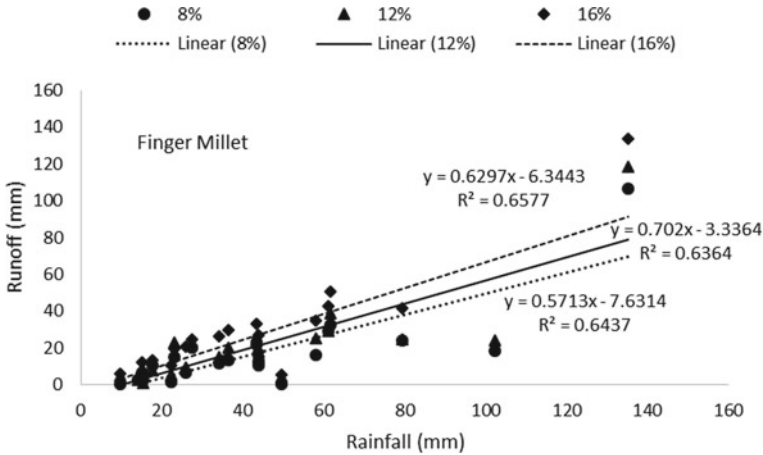 8% 12% 16%
Linear (8%) Linear (12%) Linear (16%)
160
140
120
100
80
60
40
20
0
Runoff (mm)
Finger Millet
y = 0.6297x - 6.3443
R² = 0.6577
y = 0.702x - 3.3364
R² = 0.6364
y = 0.5713x - 7.6314
R² = 0.6437
0 20 40 60 80 100 120 140 160
Rainfall (mm)